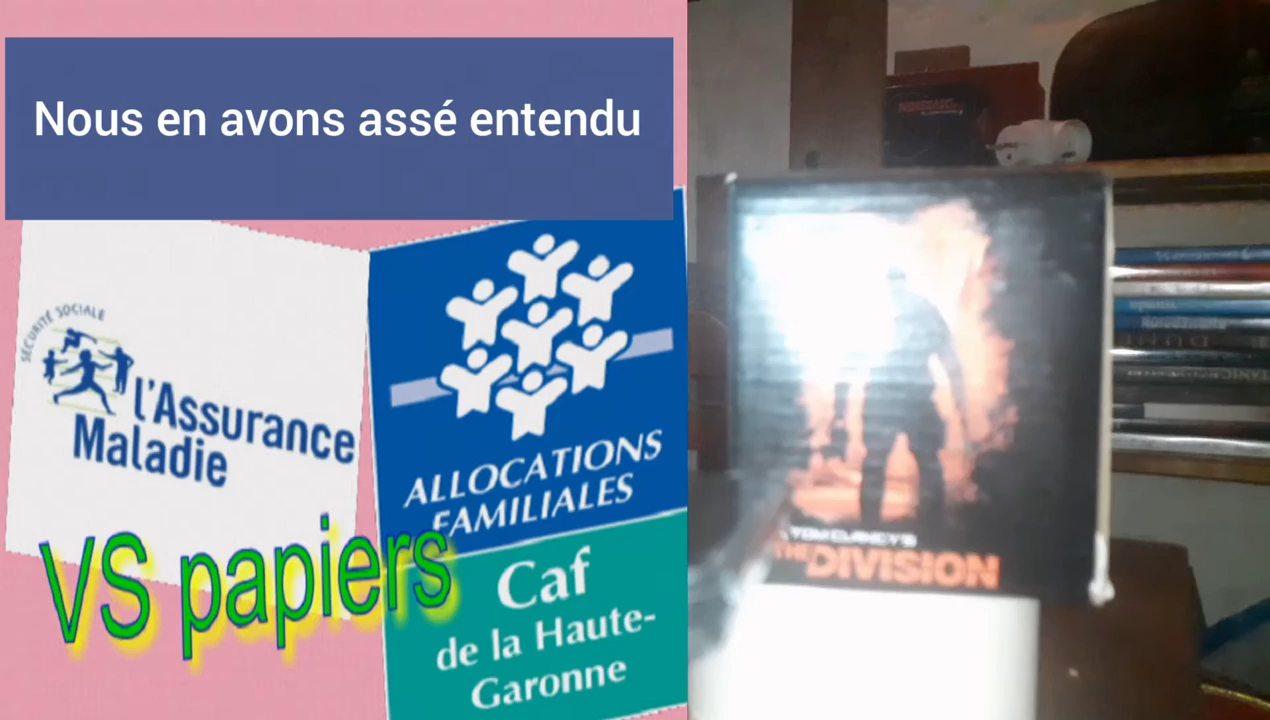 Nous en avons assé entendu
SÉCURITÉ SOCIALE
l'Assurance
Maladie
ALLOCATIONS
FAMILIALES
Caf
de la Haute-
Garonne
VS papiers
TOM CLANCY'S
THE DIVISION